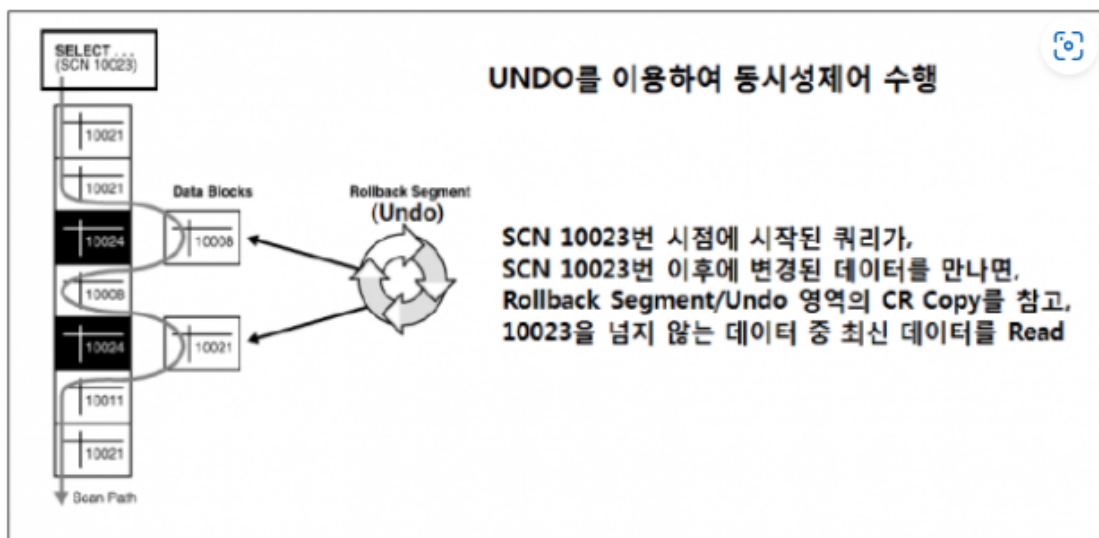 SELECT . . .
(SCN 10023)
UNDO를 이용하여 동시성제어 수행
10021
10021
Data Blocks
Rollback Segment
(Undo)
10024
10008
10008
10024
10021
10011
10021
Scan Path
SCN 10023번 시점에 시작된 쿼리가,
SCN 10023번 이후에 변경된 데이터를 만나면,
Rollback Segment/Undo 영역의 CR Copy를 참고,
10023을 넘지 않는 데이터 중 최신 데이터를 Read